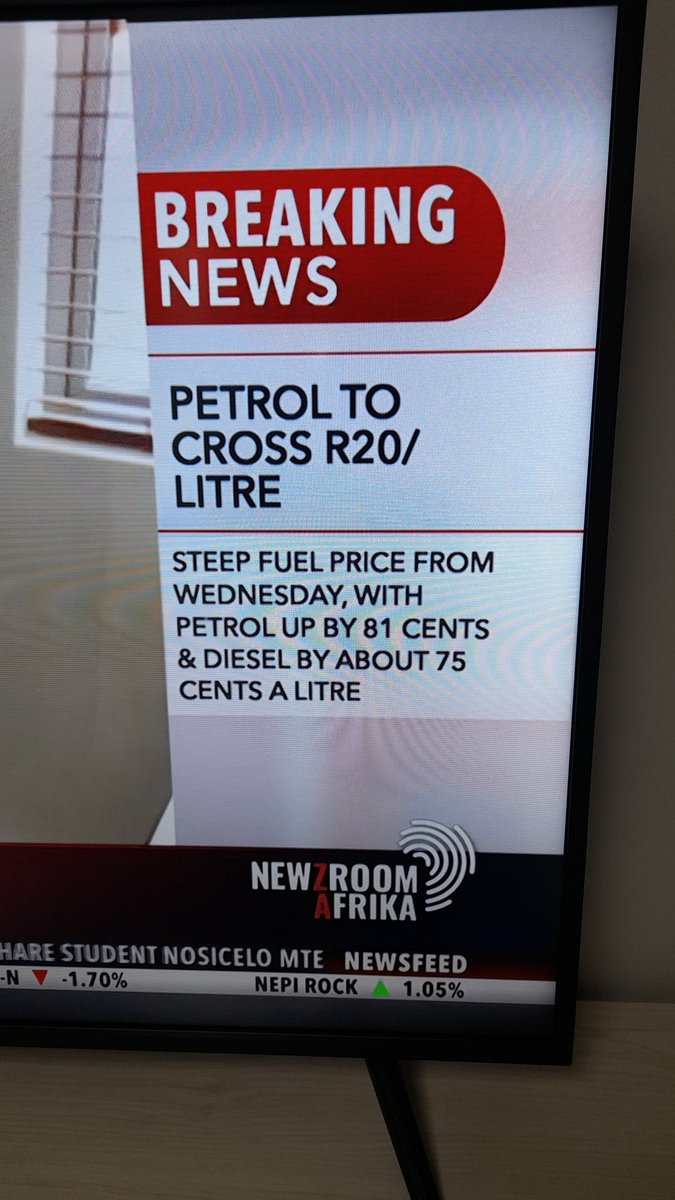 BREAKING
NEWS
PETROL TO
CROSS R20/
LITRE
STEEP FUEL PRICE FROM
WEDNESDAY, WITH
PETROL UP BY 81 CENTS
& DIESEL BY ABOUT 75
CENTS A LITRE
NEWZROOM
AFRIKA
HARE STUDENT NOSICELO MTE NEWSFEED
-N ▼ -1.70% NEPI ROCK ▲ 1.05%